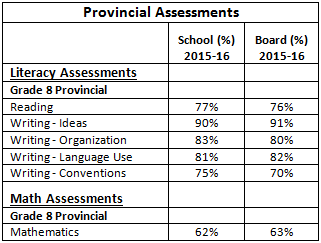 Provincial Assessments
School (%) Board (%)
2015-16 2015-16
Literacy Assessments
Grade 8 Provincial
Reading 77% 76%
Writing - Ideas 90% 91%
Writing - Organization 83% 80%
Writing - Language Use 81% 82%
Writing - Conventions 75% 70%
Math Assessments
Grade 8 Provincial
Mathematics 62% 63%